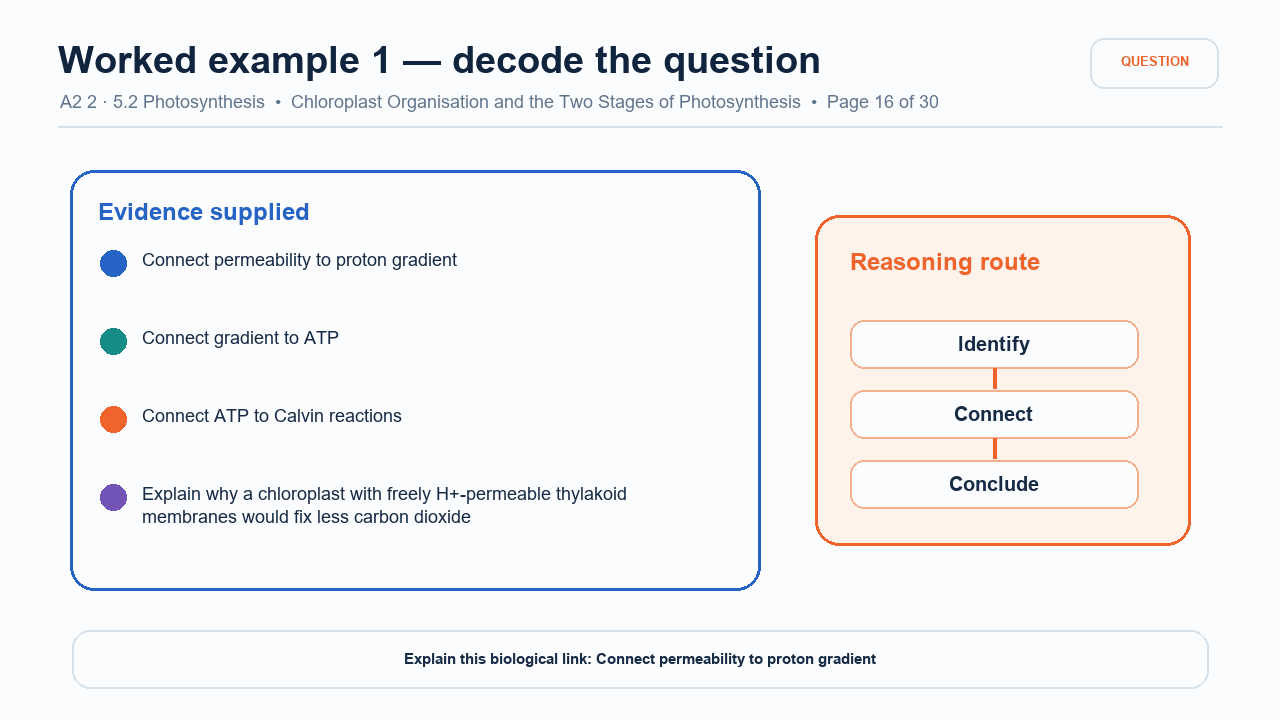 Worked example 1 — decode the question
QUESTION
A2 2 · 5.2 Photosynthesis • Chloroplast Organisation and the Two Stages of Photosynthesis • Page 16 of 30
Evidence supplied
Connect permeability to proton gradient
Connect gradient to ATP
Connect ATP to Calvin reactions
Explain why a chloroplast with freely H+-permeable thylakoid
membranes would fix less carbon dioxide
Reasoning route
Identify
Connect
Conclude
Explain this biological link: Connect permeability to proton gradient